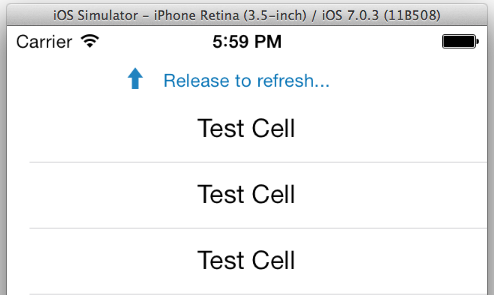 iOS Simulator – iPhone Retina (3.5-inch) / iOS 7.0.3 (11B508)
Carrier 5:59 PM
Release to refresh...
Test Cell
Test Cell
Test Cell